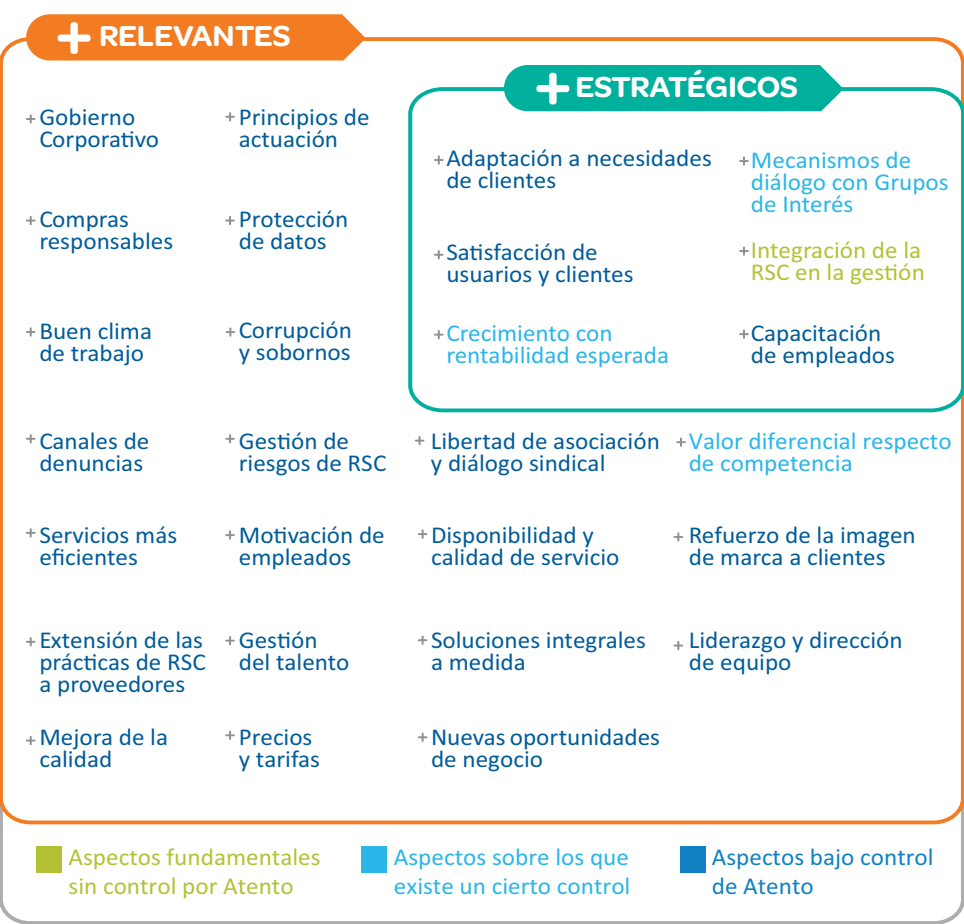 + RELEVANTES
+ Gobierno
Corporativo
+ Principios de
actuación
+ Compras
responsables
+ Protección
de datos
+ Buen clima
de trabajo
+ Corrupción
y sobornos
+ ESTRATÉGICOS
+ Adaptación a necesidades
de clientes
+ Mecanismos de
diálogo con Grupos
de Interés
+ Satisfacción de
usuarios y clientes
+ Integración de la
RSC en la gestión
+ Crecimiento con
rentabilidad esperada
+ Capacitación
de empleados
+ Canales de
denuncias
+ Gestión de
riesgos de RSC
+ Libertad de asociación
y diálogo sindical
+ Valor diferencial respecto
de competencia
+ Servicios más
eficientes
+ Motivación de
empleados
+ Disponibilidad y
calidad de servicio
+ Refuerzo de la imagen
de marca a clientes
+ Extensión de las
prácticas de RSC
a proveedores
+ Gestión
del talento
+ Soluciones integrales
a medida
+ Liderazgo y dirección
de equipo
+ Mejora de la
calidad
+ Precios
y tarifas
+ Nuevas oportunidades
de negocio
Aspectos fundamentales
sin control por Atento
Aspectos sobre los que
existe un cierto control
Aspectos bajo control
de Atento